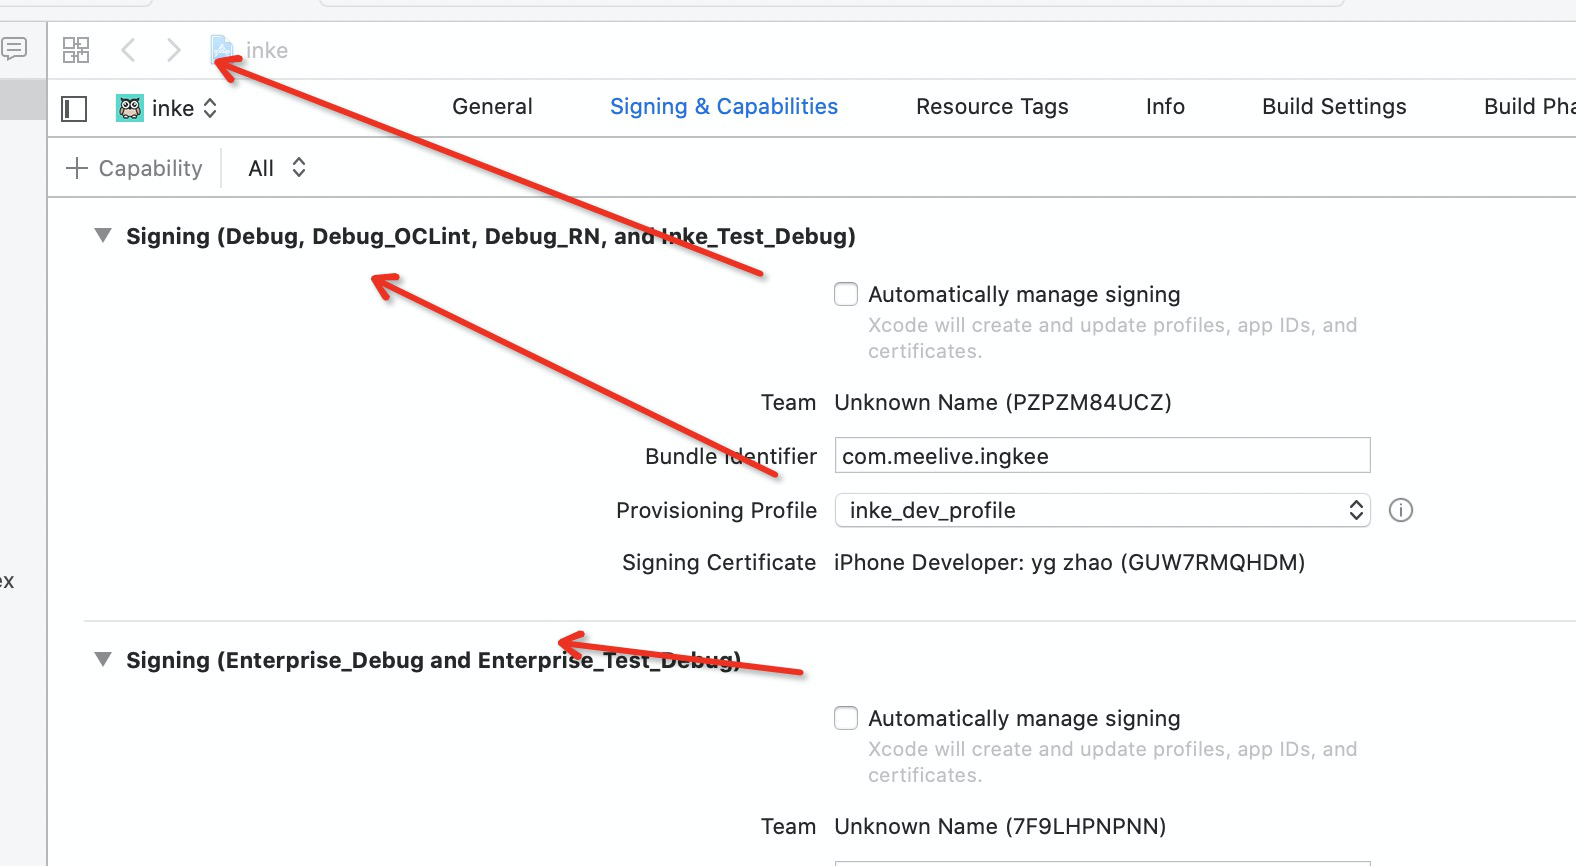 inke
inke
General
Signing & Capabilities
Resource Tags
Info
Build Settings
Build Pha
Capability
All
Signing (Debug, Debug_OCLint, Debug_RN, and Inke_Test_Debug)
Automatically manage signing
Xcode will create and update profiles, app IDs, and
certificates.
Team Unknown Name (PZPZM84UCZ)
Bundle Identifier com.meelive.ingkee
Provisioning Profile inke_dev_profile
Signing Certificate iPhone Developer: yg zhao (GUW7RMQHDM)
ex
Signing (Enterprise_Debug and Enterprise_Test_Debug)
Automatically manage signing
Xcode will create and update profiles, app IDs, and
certificates.
Team Unknown Name (7F9LHPNPNN)